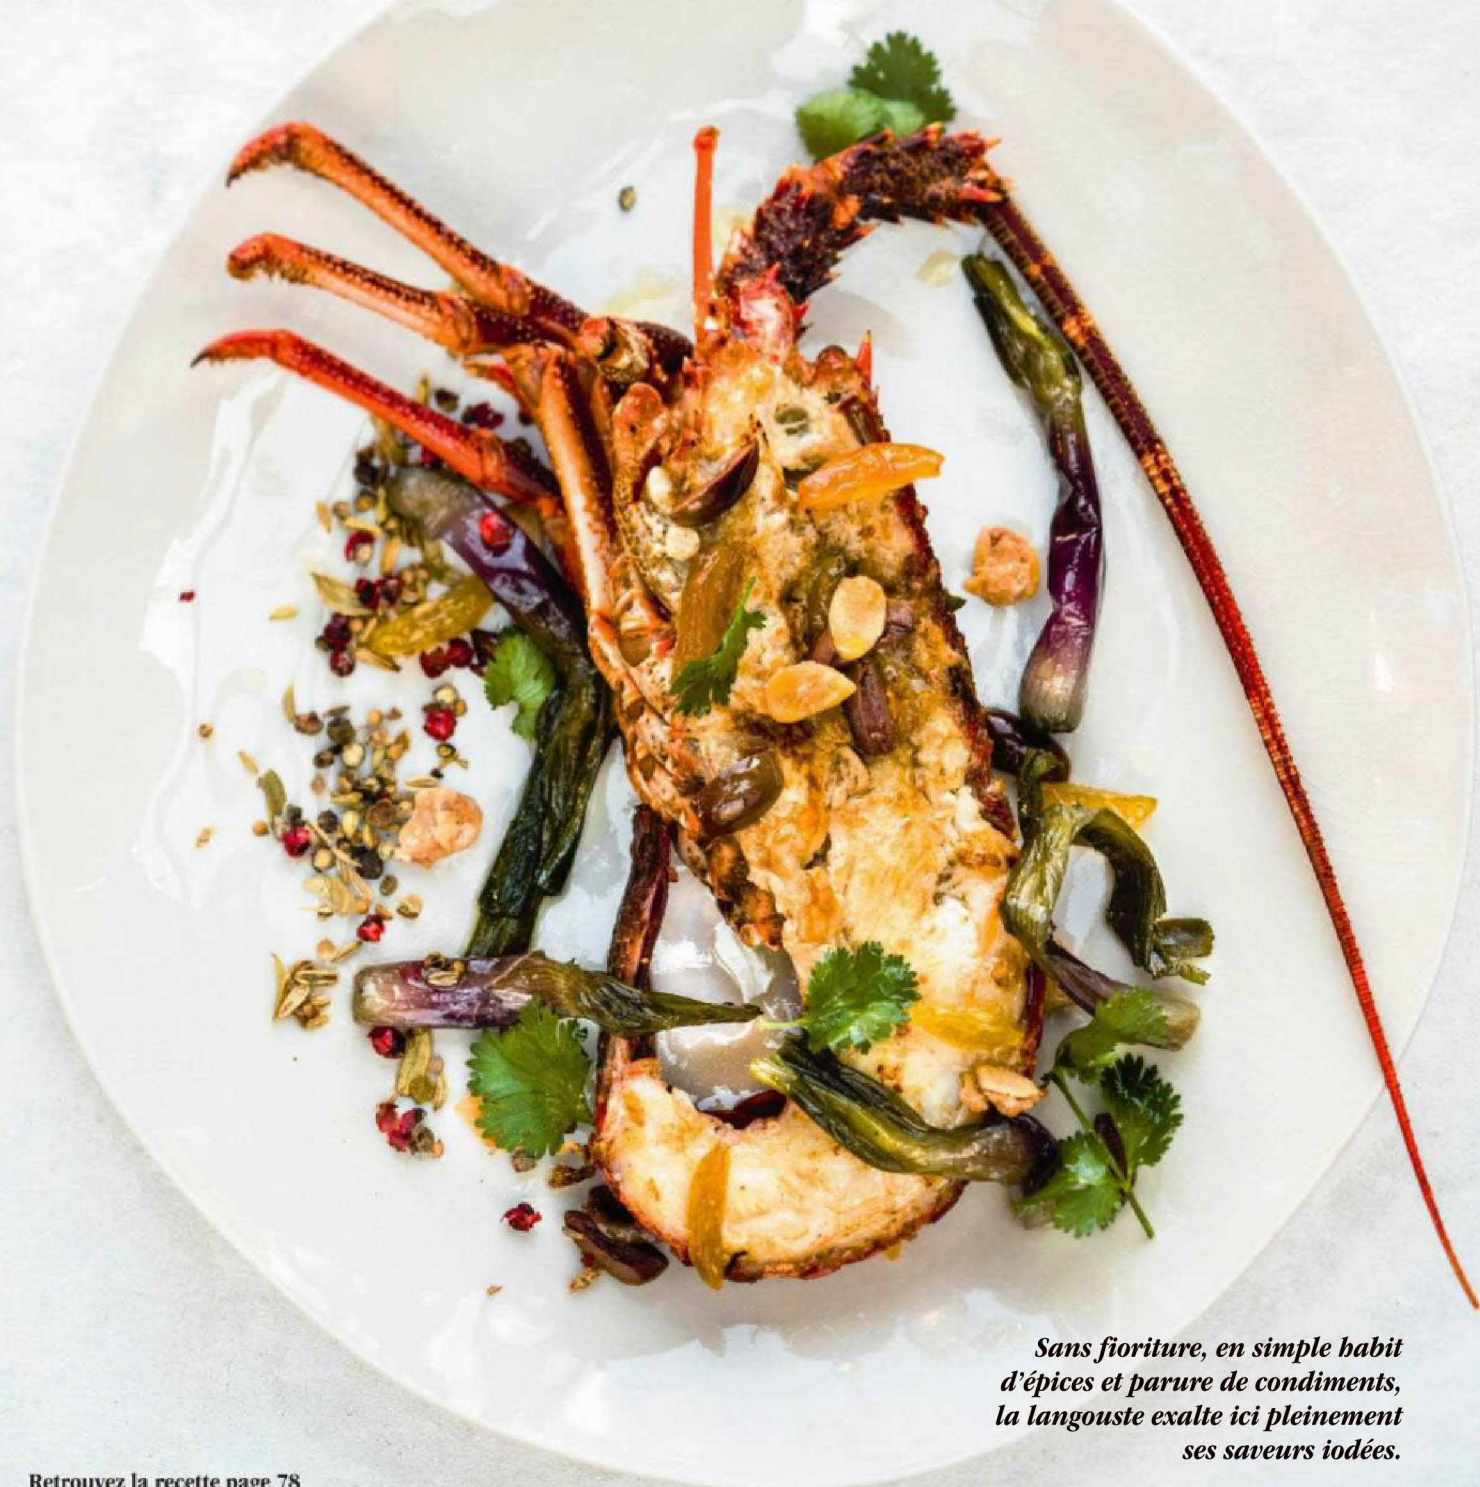 Sans fioriture, en simple habit
d'épices et parure de condiments,
la langouste exalte ici pleinement
ses saveurs iodées.
Retrouvez la recette page 78